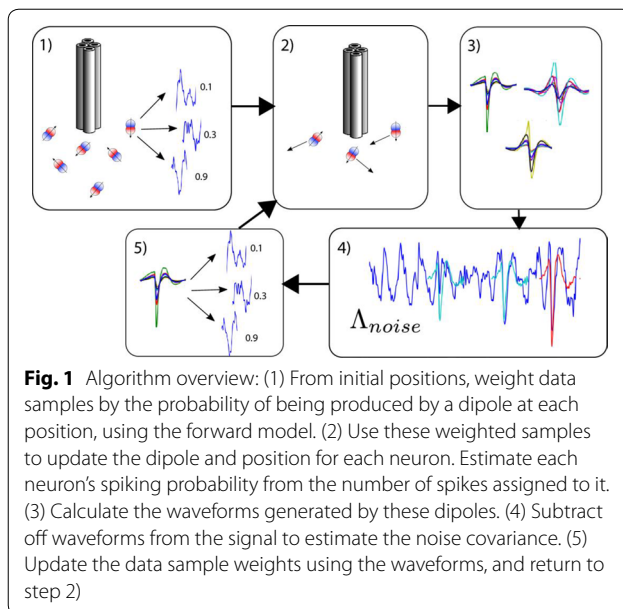 1)
0.1
0.3
0.9
2)
3)
5)
0.1
0.3
0.9
4)
Λnoise
Fig. 1 Algorithm overview: (1) From initial positions, weight data
samples by the probability of being produced by a dipole at each
position, using the forward model. (2) Use these weighted samples
to update the dipole and position for each neuron. Estimate each
neuron's spiking probability from the number of spikes assigned to it.
(3) Calculate the waveforms generated by these dipoles. (4) Subtract
off waveforms from the signal to estimate the noise covariance. (5)
Update the data sample weights using the waveforms, and return to
step 2)